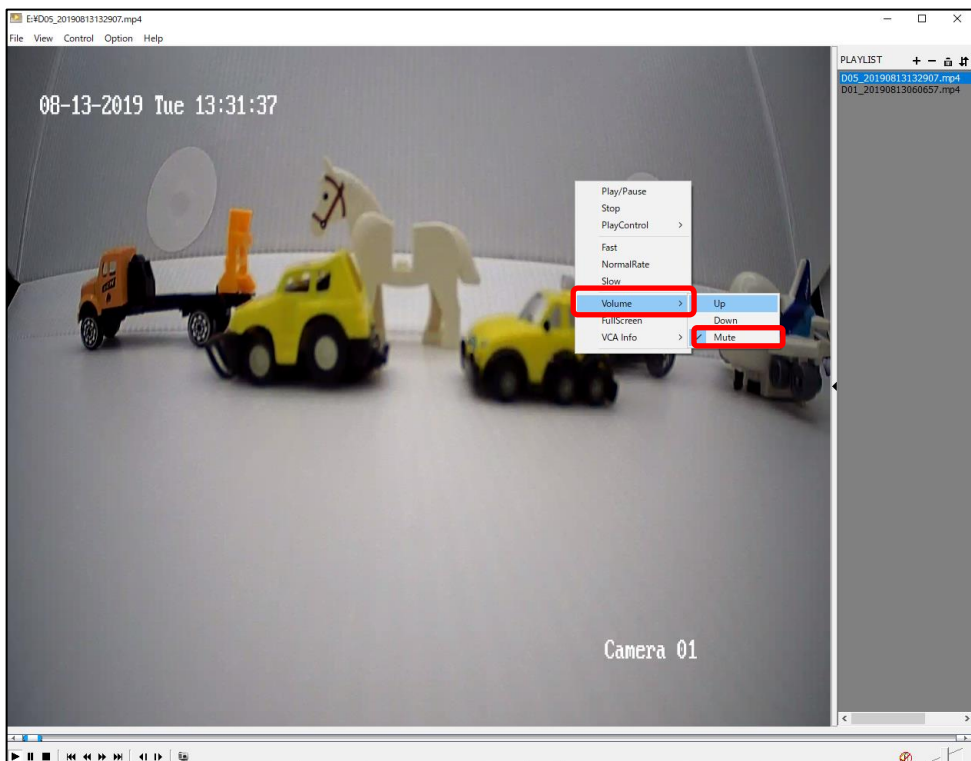 E:¥D05_20190813132907.mp4
File View Control Option Help
PLAYLIST
D05_20190813132907.mp4
D01_20190813060657.mp4
08-13-2019 Tue 13:31:37
Play/Pause
Stop
PlayControl
Fast
NormalRate
Slow
Volume
FullScreen
VCA Info
Up
Down
Mute
Camera 01